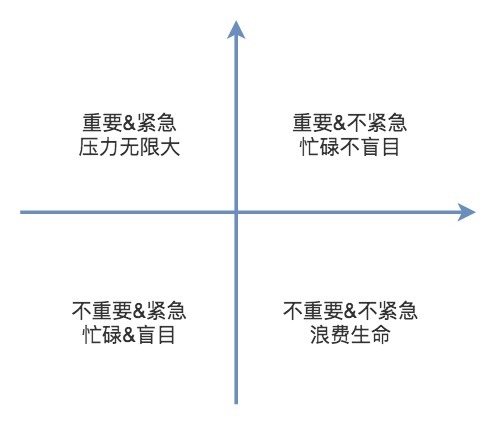 重要&紧急
压力无限大
重要&不紧急
忙碌不盲目
不重要&紧急
忙碌&盲目
不重要&不紧急
浪费生命